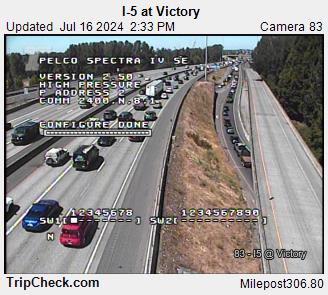 I-5 at Victory
Updated Jul 16 2024 2:33 PM Camera 83
PELCO SPECTRA IV SE
VERSION 2.50
HIGH PRESSURE
P ADDRESS 2
COMM 2400,N,8,1
CONFIGURE DONE
12345678 1234567890
SW1[■-------] SW2[----------]
N
83 - I5 @ Victory
TripCheck.com Milepost306.80